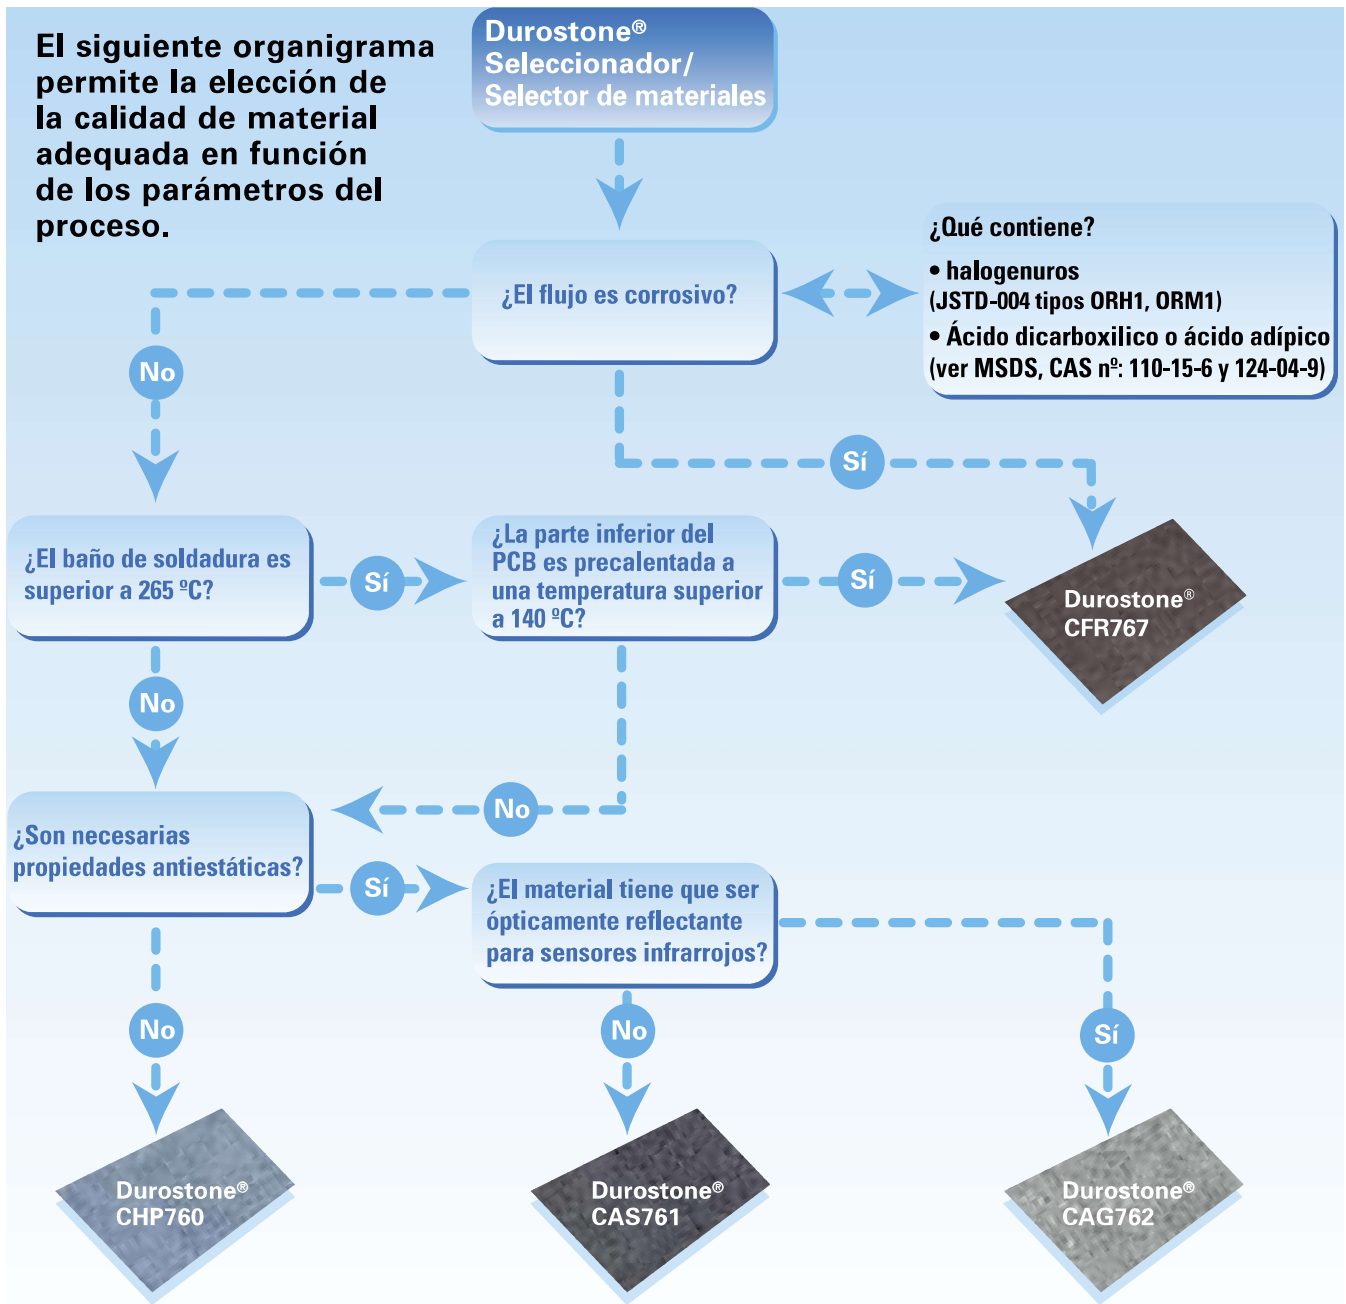 El siguiente organigrama
permite la elección de
la calidad de material
adequada en función
de los parámetros del
proceso.
Durostone®
Seleccionador/
Selector de materiales
¿El flujo es corrosivo?
¿Qué contiene?
• halogenuros
(JSTD-004 tipos ORH1, ORM1)
• Ácido dicarboxilico o ácido adípico
(ver MSDS, CAS nº: 110-15-6 y 124-04-9)
No
Sí
¿El baño de soldadura es
superior a 265 ºC?
Sí
¿La parte inferior del
PCB es precalentada a
una temperatura superior
a 140 ºC?
Sí
Durostone®
CFR767
No
No
¿Son necesarias
propiedades antiestáticas?
Sí
¿El material tiene que ser
ópticamente reflectante
para sensores infrarrojos?
No
No
Sí
Durostone®
CHP760
Durostone®
CAS761
Durostone®
CAG762